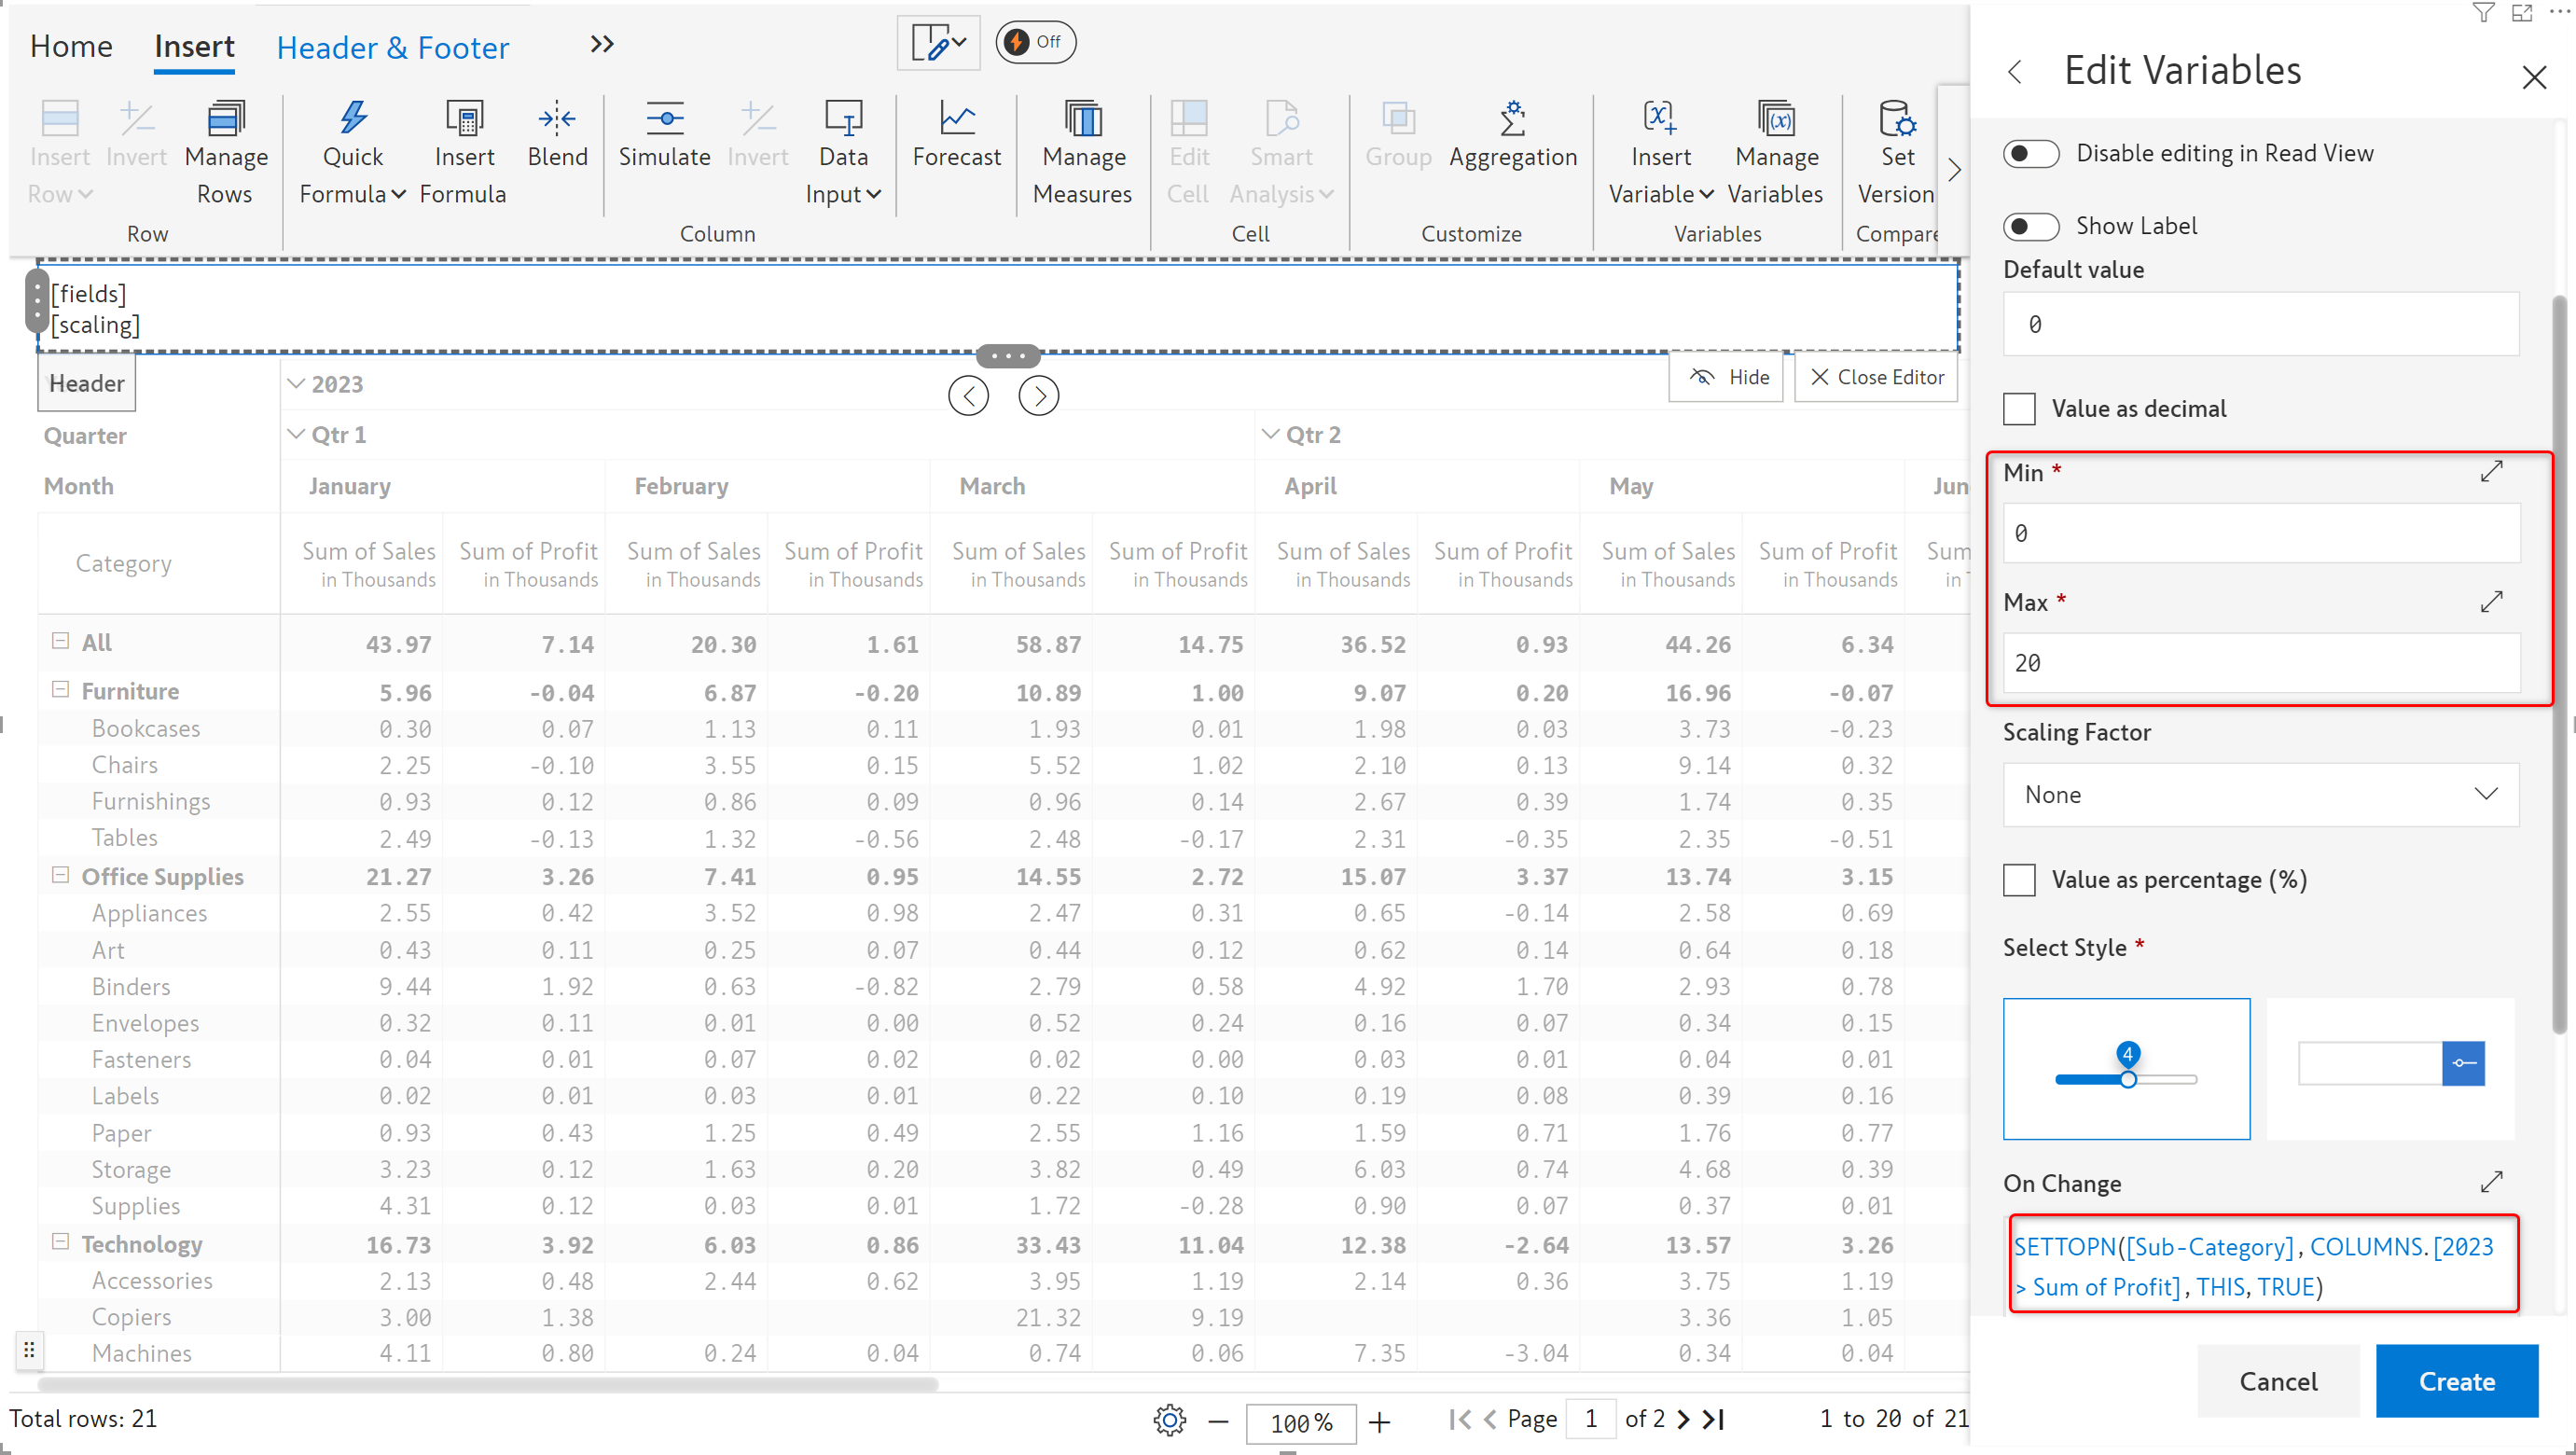 Home Insert Header & Footer Off
Insert Row Invert Manage Rows
Row
Quick Formula Insert Formula Blend Simulate Invert Data Input Forecast Manage Measures
Column
Edit Cell Smart Analysis
Cell
Group Aggregation
Customize
Insert Variable Manage Variables
Variables
Set Version
Compare
[fields]
[scaling]
Header 2023 Hide Close Editor
Quarter Qtr 1 Qtr 2
Month January February March April May Jun
Category Sum of Sales Sum of Profit Sum of Sales Sum of Profit Sum of Sales Sum of Profit Sum of Sales Sum of Profit Sum of Sales Sum of Profit Sum
in Thousands in Thousands in Thousands in Thousands in Thousands in Thousands in Thousands in Thousands in Thousands in Thousands in
All 43.97 7.14 20.30 1.61 58.87 14.75 36.52 0.93 44.26 6.34
Furniture 5.96 -0.04 6.87 -0.20 10.89 1.00 9.07 0.20 16.96 -0.07
Bookcases 0.30 0.07 1.13 0.11 1.93 0.01 1.98 0.03 3.73 -0.23
Chairs 2.25 -0.10 3.55 0.15 5.52 1.02 2.10 0.13 9.14 0.32
Furnishings 0.93 0.12 0.86 0.09 0.96 0.14 2.67 0.39 1.74 0.35
Tables 2.49 -0.13 1.32 -0.56 2.48 -0.17 2.31 -0.35 2.35 -0.51
Office Supplies 21.27 3.26 7.41 0.95 14.55 2.72 15.07 3.37 13.74 3.15
Appliances 2.55 0.42 3.52 0.98 2.47 0.31 0.65 -0.14 2.58 0.69
Art 0.43 0.11 0.25 0.07 0.44 0.12 0.62 0.14 0.64 0.18
Binders 9.44 1.92 0.63 -0.82 2.79 0.58 4.92 1.70 2.93 0.78
Envelopes 0.32 0.11 0.01 0.00 0.52 0.24 0.16 0.07 0.34 0.15
Fasteners 0.04 0.01 0.07 0.02 0.02 0.00 0.03 0.01 0.04 0.01
Labels 0.02 0.01 0.03 0.01 0.22 0.10 0.19 0.08 0.39 0.16
Paper 0.93 0.43 1.25 0.49 2.55 1.16 1.59 0.71 1.76 0.77
Storage 3.23 0.12 1.63 0.20 3.82 0.49 6.03 0.74 4.68 0.39
Supplies 4.31 0.12 0.03 0.01 1.72 -0.28 0.90 0.07 0.37 0.01
Technology 16.73 3.92 6.03 0.86 33.43 11.04 12.38 -2.64 13.57 3.26
Accessories 2.13 0.48 2.44 0.62 3.95 1.19 2.14 0.36 3.75 1.19
Copiers 3.00 1.38 21.32 9.19 3.36 1.05
Machines 4.11 0.80 0.24 0.04 0.74 0.06 7.35 -3.04 0.34 0.04
Total rows: 21 100% Page 1 of 2 1 to 20 of 21
Edit Variables
Disable editing in Read View
Show Label
Default value
0
Value as decimal
Min *
0
Max *
20
Scaling Factor
None
Value as percentage (%)
Select Style *
4
On Change
SETTOPN([Sub-Category], COLUMNS.[2023
> Sum of Profit], THIS, TRUE)
Cancel Create